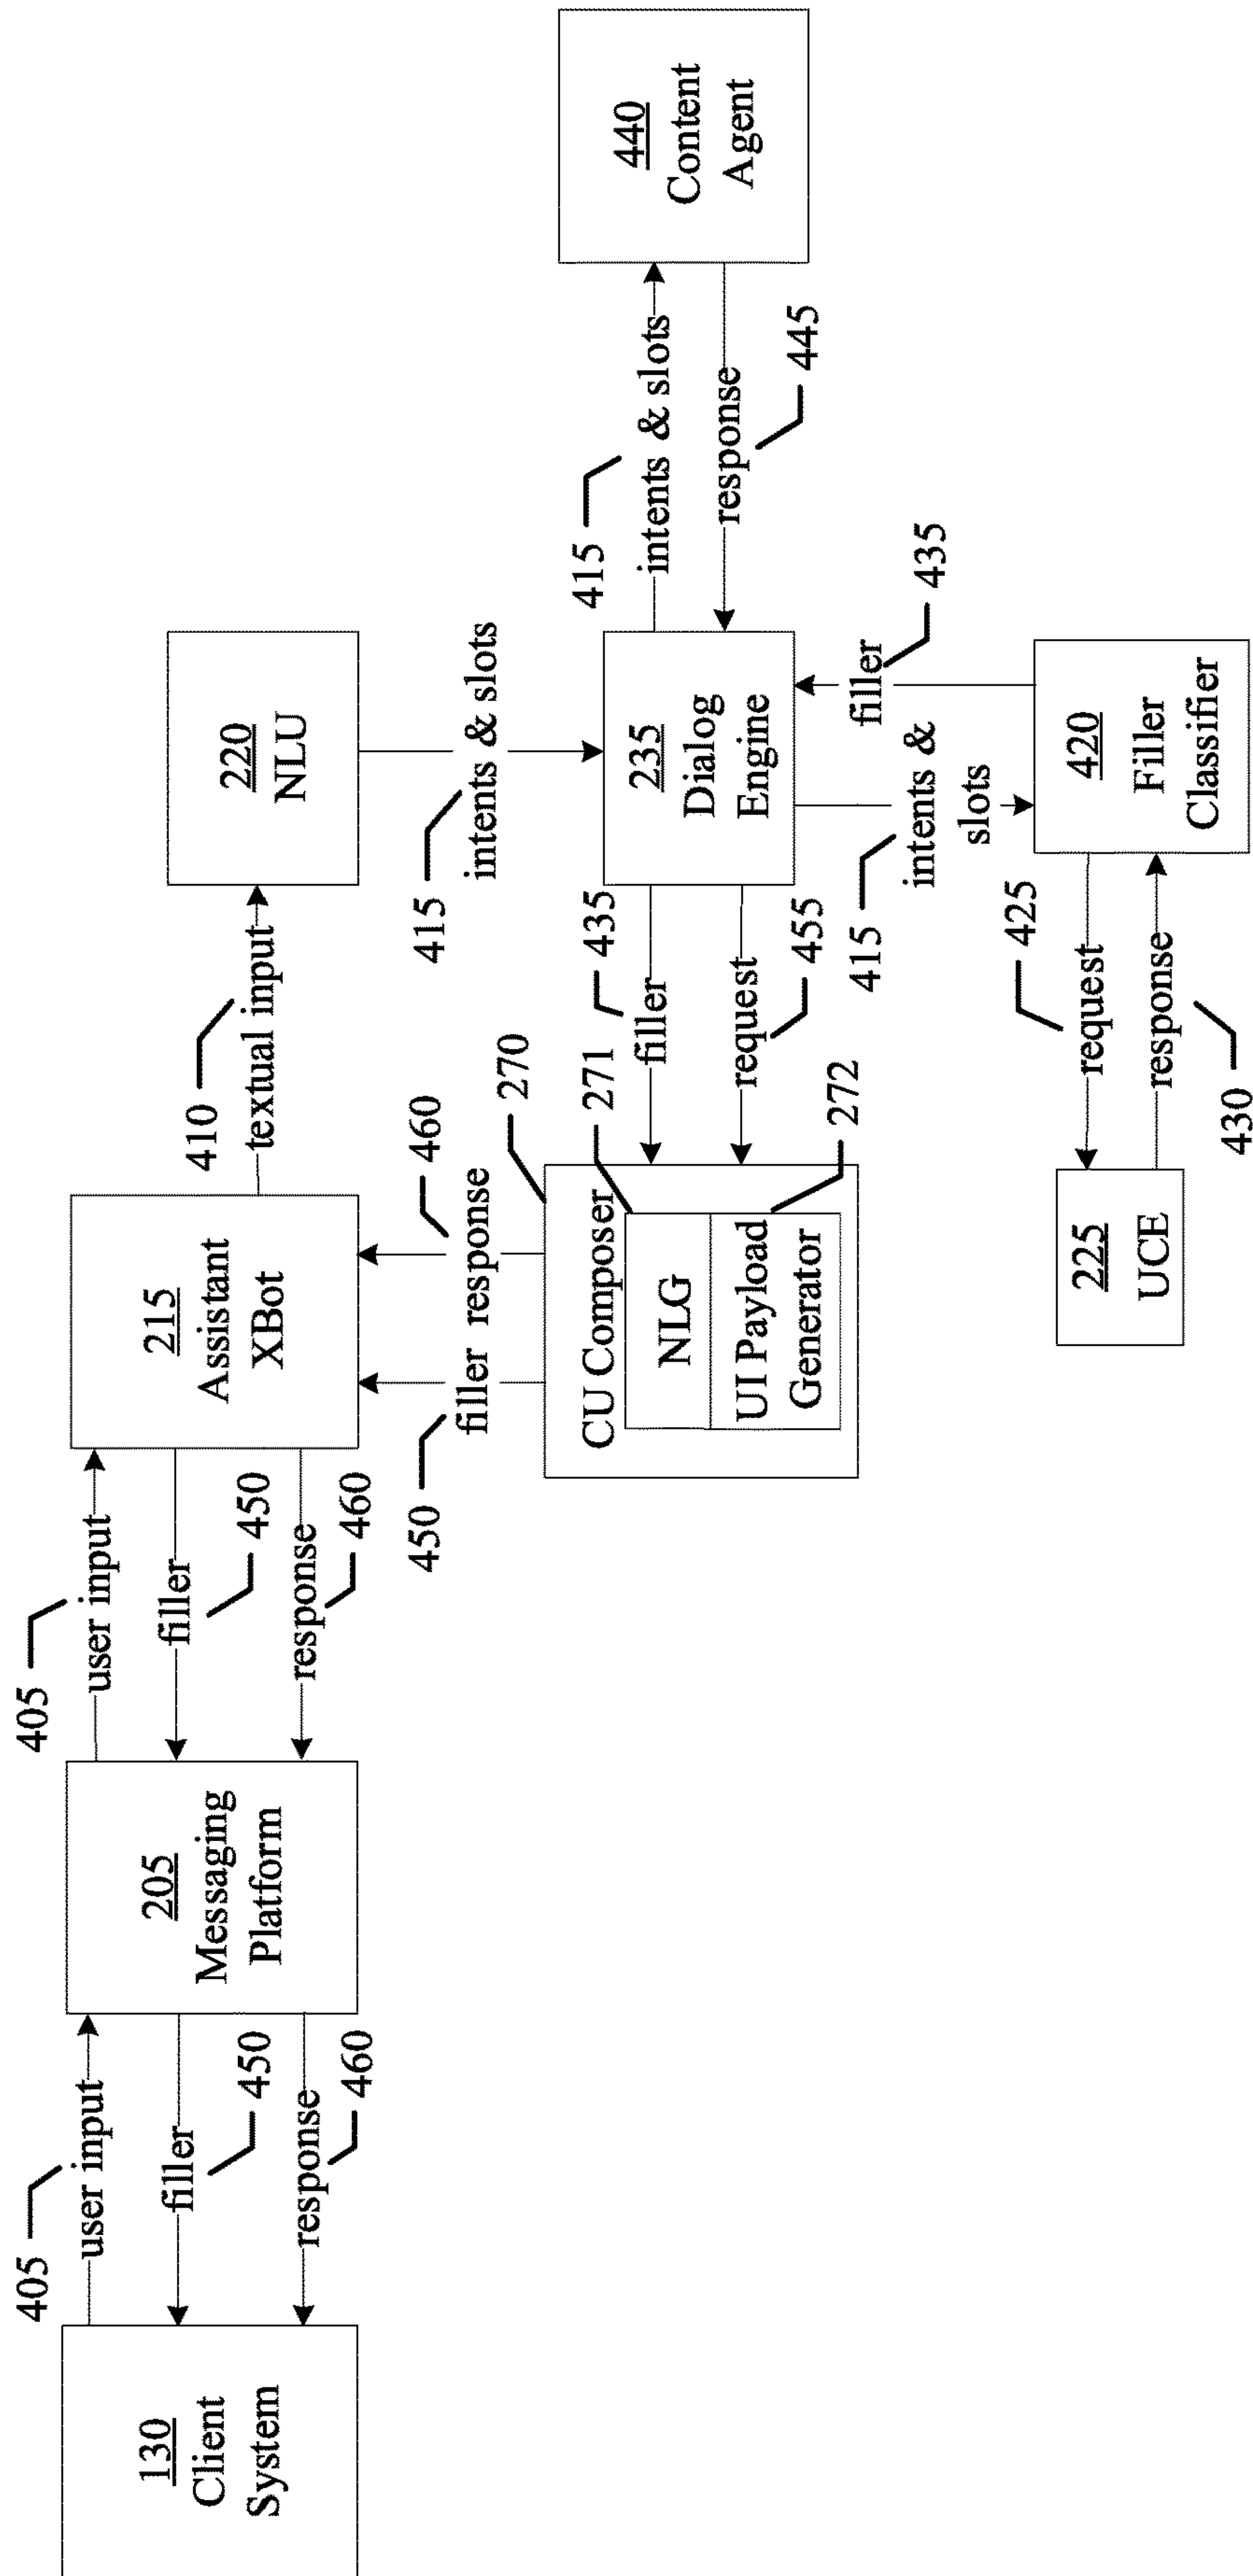 405
405
user input
user input
410
textual input
130
Client
System
205
Messaging
Platform
215
Assistant
XBot
220
NLU
filler
450
filler
450
response
460
response
460
450
460
filler response
415
intents & slots
270
CU Composer
271
NLG
UI Payload
Generator
272
435
filler
request
455
235
Dialog
Engine
415
intents & slots
response
445
440
Content
Agent
415
intents &
slots
filler
435
225
UCE
425
request
response
430
420
Filler
Classifier